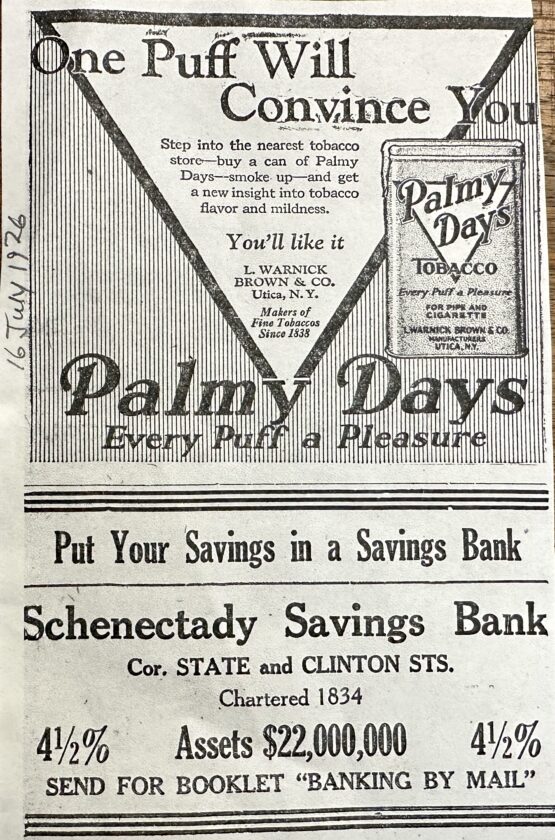 One Puff Will
Convince You
Step into the nearest tobacco
store—buy a can of Palmy
Days--smoke up—and get
a new insight into tobacco
flavor and mildness.
You'll like it
L. WARNICK
BROWN & CO.
Utica, N. Y.
Makers of
Fine Tobaccos
Since 1838
Palmy
Days
TOBACCO
Every Puff a Pleasure
FOR PIPE AND
CIGARETTE
L. WARNICK BROWN & CO.
MANUFACTURERS
UTICA, N.Y.
Palmy Days
Every Puff a Pleasure
16 July 1926
Put Your Savings in a Savings Bank
Schenectady Savings Bank
Cor. STATE and CLINTON STS.
Chartered 1834
4½% Assets $22,000,000 4½%
SEND FOR BOOKLET "BANKING BY MAIL"